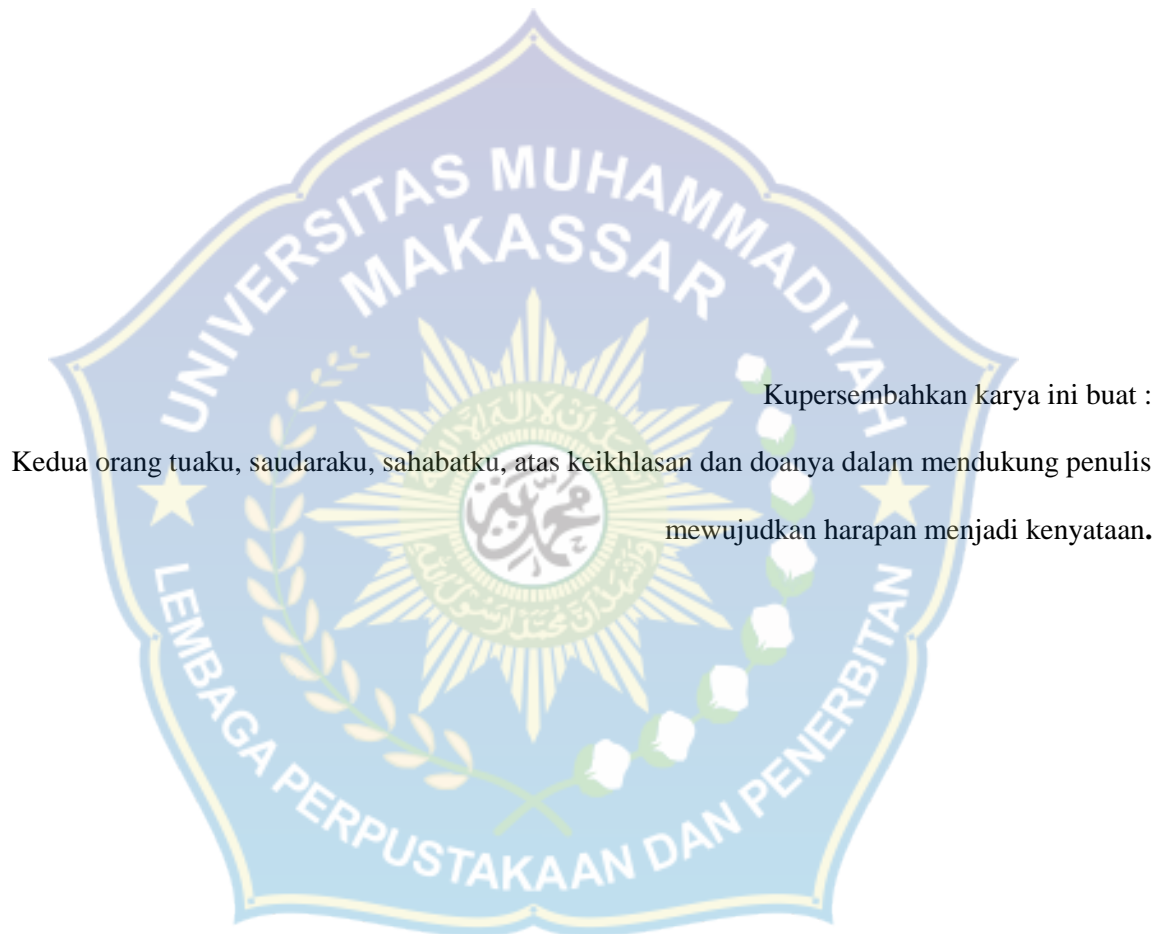 UNIVERSITAS MUHAMMADIYAH
MAKASSAR
Kupersembahkan karya ini buat :
Kedua orang tuaku, saudaraku, sahabatku, atas keikhlasan dan doanya dalam mendukung penulis
mewujudkan harapan menjadi kenyataan.
LEMBAGA PERPUSTAKAAN DAN PENERBITAN